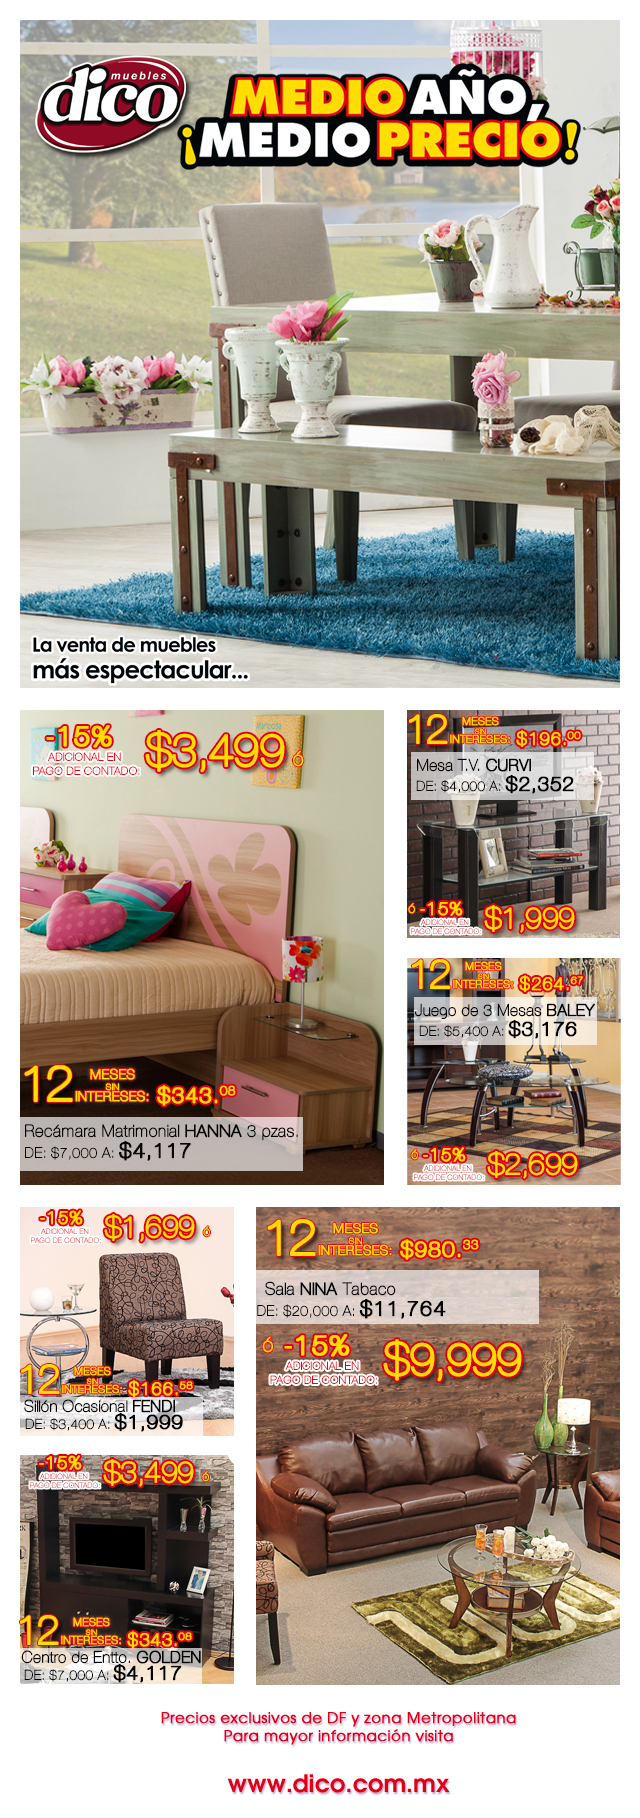 muebles
dico
MEDIO AÑO,
¡MEDIO PRECIO!
La venta de muebles
más espectacular...
-15%
ADICIONAL EN
PAGO DE CONTADO:
$3,499 ó
12 MESES
SIN
INTERESES: $343.08
Recámara Matrimonial HANNA 3 pzas.
DE: $7,000 A: $4,117
12 MESES
SIN
INTERESES: $196.00
Mesa T.V. CURVI
DE: $4,000 A: $2,352
ó -15%
ADICIONAL EN
PAGO DE CONTADO:
$1,999
12 MESES
SIN
INTERESES: $264.67
Juego de 3 Mesas BALEY
DE: $5,400 A: $3,176
ó -15%
ADICIONAL EN
PAGO DE CONTADO:
$2,699
-15%
ADICIONAL EN
PAGO DE CONTADO:
$1,699 ó
12 MESES
SIN
INTERESES: $166.58
Sillón Ocasional FENDI
DE: $3,400 A: $1,999
12 MESES
SIN
INTERESES: $980.33
Sala NINA Tabaco
DE: $20,000 A: $11,764
ó -15%
ADICIONAL EN
PAGO DE CONTADO:
$9,999
-15%
ADICIONAL EN
PAGO DE CONTADO:
$3,499 ó
12 MESES
SIN
INTERESES: $343.08
Centro de Entto. GOLDEN
DE: $7,000 A: $4,117
Precios exclusivos de DF y zona Metropolitana
Para mayor información visita
www.dico.com.mx